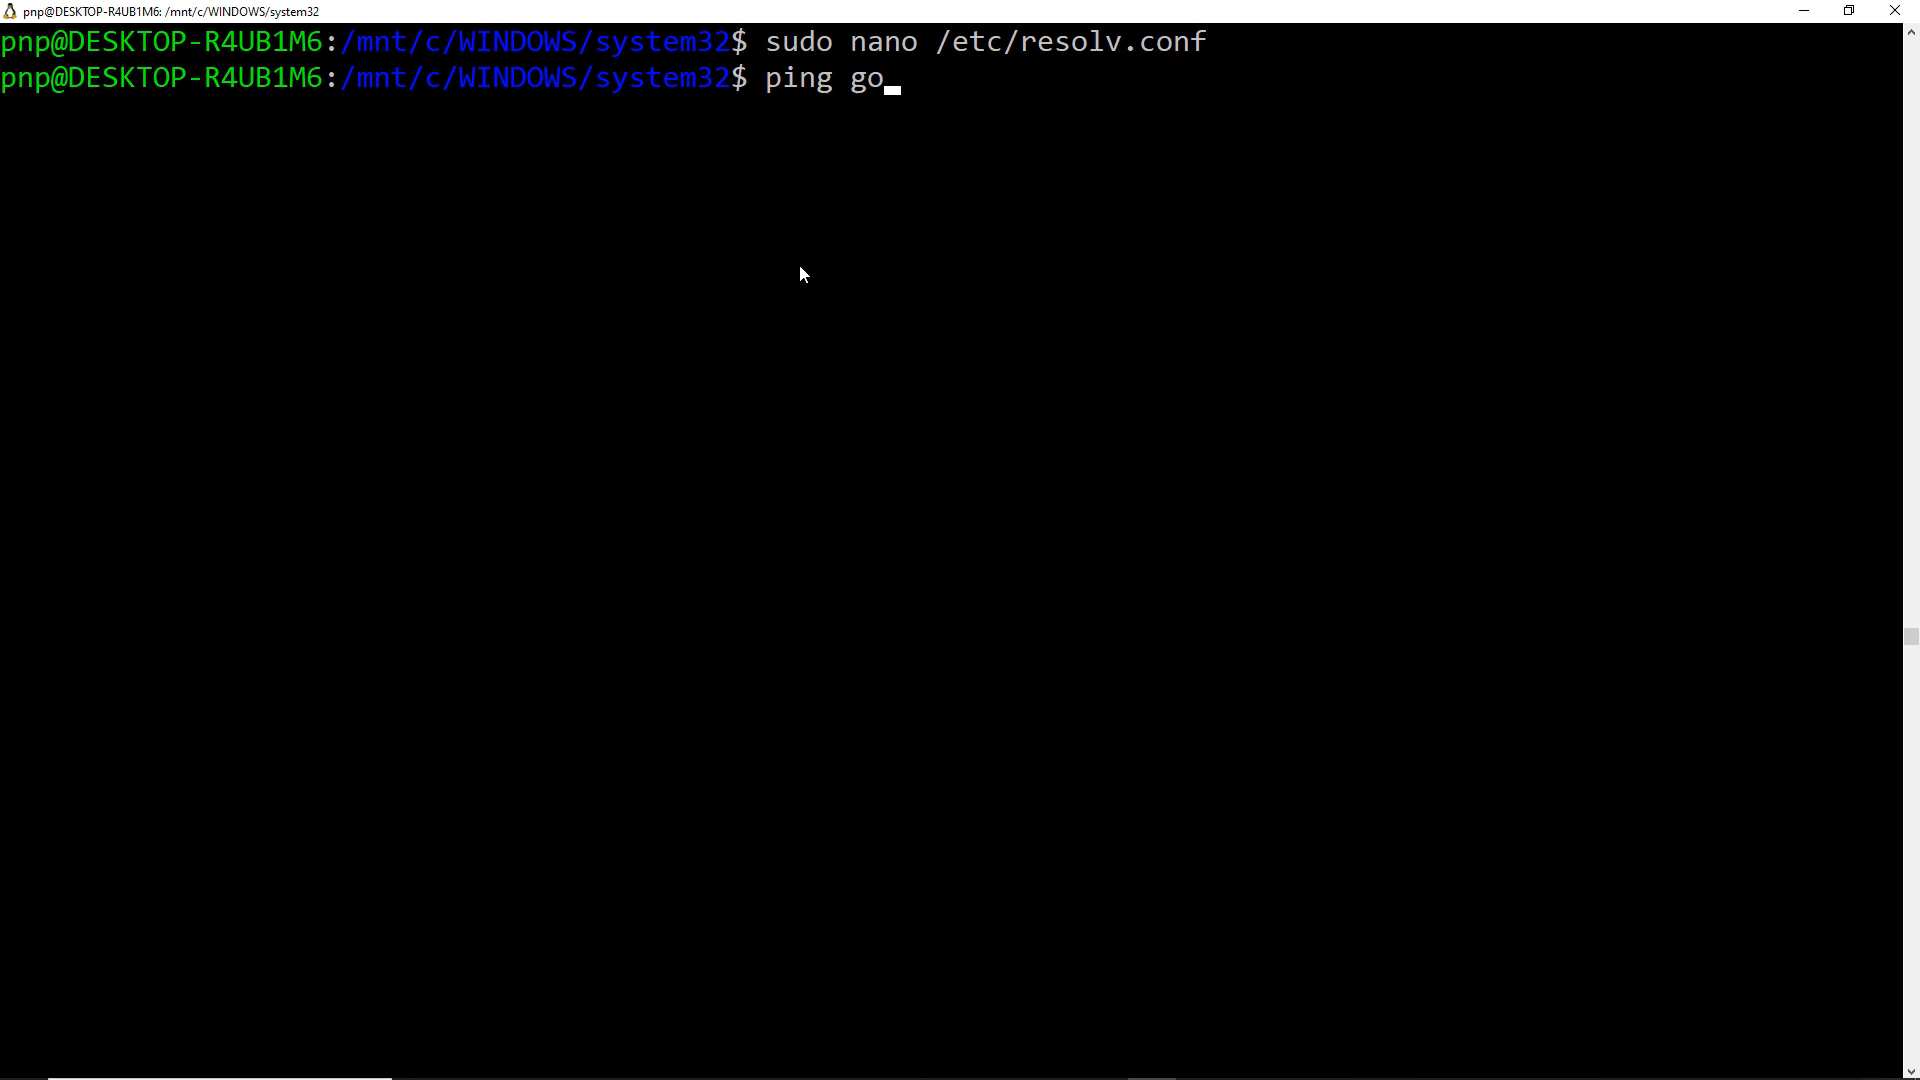 pnp@DESKTOP-R4UB1M6: /mnt/c/WINDOWS/system32
pnp@DESKTOP-R4UB1M6:/mnt/c/WINDOWS/system32$ sudo nano /etc/resolv.conf
pnp@DESKTOP-R4UB1M6:/mnt/c/WINDOWS/system32$ ping go